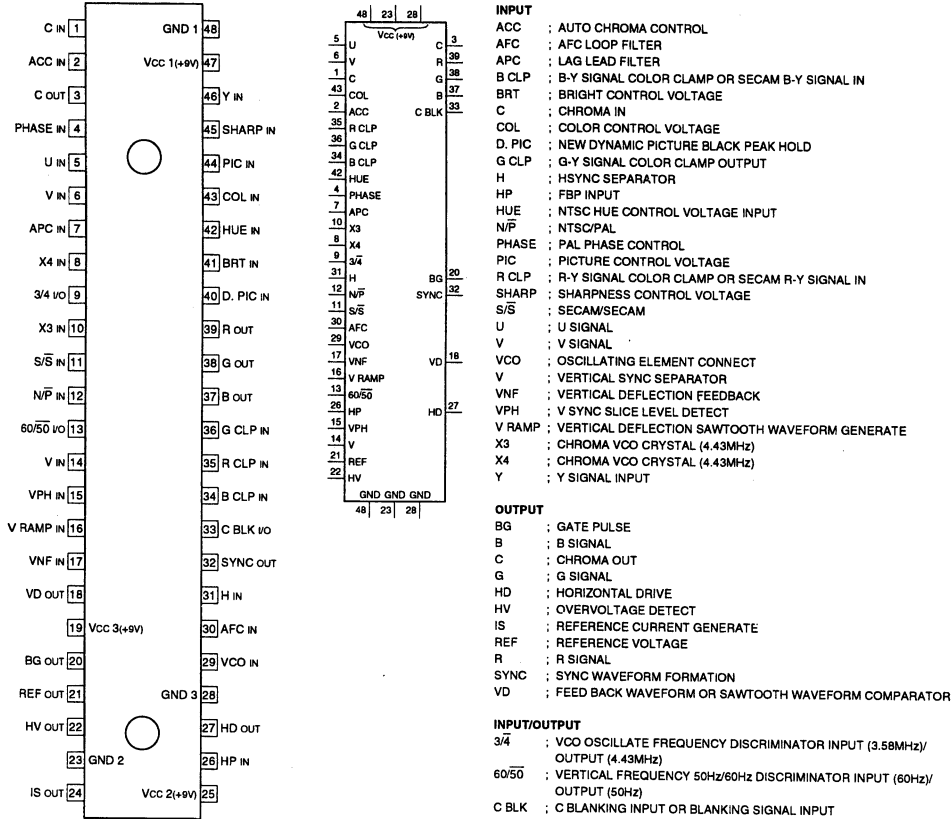 C IN 1
ACC IN 2
C OUT 3
PHASE IN 4
U IN 5
V IN 6
APC IN 7
X4 IN 8
3/4 I/O 9
X3 IN 10
S/S̅ IN 11
N/P̅ IN 12
60/5̅0̅ I/O 13
V IN 14
VPH IN 15
V RAMP IN 16
VNF IN 17
VD OUT 18
19 VCC 3(+9V)
BG OUT 20
REF OUT 21
HV OUT 22
23 GND 2
IS OUT 24
GND 1 48
VCC 1(+9V) 47
46 Y IN
45 SHARP IN
44 PIC IN
43 COL IN
42 HUE IN
41 BRT IN
40 D. PIC IN
39 R OUT
38 G OUT
37 B OUT
36 G CLP IN
35 R CLP IN
34 B CLP IN
33 C BLK I/O
32 SYNC OUT
31 H IN
30 AFC IN
29 VCO IN
GND 3 28
27 HD OUT
26 HP IN
VCC 2(+9V) 25
48 23 28
VCC (+9V)
5 U
6 V
1 C
43 COL
2 ACC
35 R CLP
36 G CLP
34 B CLP
42 HUE
4 PHASE
7 APC
10 X3
8 X4
9 3/4̅
31 H
12 N/P̅
11 S/S̅
30 AFC
29 VCO
17 VNF
16 V RAMP
13 60/5̅0̅
26 HP
15 VPH
14 V
21 REF
22 HV
C 3
R 39
G 38
B 37
C BLK 33
BG 20
SYNC 32
VD 18
HD 27
GND GND GND
48 23 28
INPUT
ACC ; AUTO CHROMA CONTROL
AFC ; AFC LOOP FILTER
APC ; LAG LEAD FILTER
B CLP ; B-Y SIGNAL COLOR CLAMP OR SECAM B-Y SIGNAL IN
BRT ; BRIGHT CONTROL VOLTAGE
C ; CHROMA IN
COL ; COLOR CONTROL VOLTAGE
D. PIC ; NEW DYNAMIC PICTURE BLACK PEAK HOLD
G CLP ; G-Y SIGNAL COLOR CLAMP OUTPUT
H ; HSYNC SEPARATOR
HP ; FBP INPUT
HUE ; NTSC HUE CONTROL VOLTAGE INPUT
N/P̅ ; NTSC/PAL
PHASE ; PAL PHASE CONTROL
PIC ; PICTURE CONTROL VOLTAGE
R CLP ; R-Y SIGNAL COLOR CLAMP OR SECAM R-Y SIGNAL IN
SHARP ; SHARPNESS CONTROL VOLTAGE
S/S̅ ; SECAM/SECAM
U ; U SIGNAL
V ; V SIGNAL
VCO ; OSCILLATING ELEMENT CONNECT
V ; VERTICAL SYNC SEPARATOR
VNF ; VERTICAL DEFLECTION FEEDBACK
VPH ; V SYNC SLICE LEVEL DETECT
V RAMP ; VERTICAL DEFLECTION SAWTOOTH WAVEFORM GENERATE
X3 ; CHROMA VCO CRYSTAL (4.43MHz)
X4 ; CHROMA VCO CRYSTAL (4.43MHz)
Y ; Y SIGNAL INPUT
OUTPUT
BG ; GATE PULSE
B ; B SIGNAL
C ; CHROMA OUT
G ; G SIGNAL
HD ; HORIZONTAL DRIVE
HV ; OVERVOLTAGE DETECT
IS ; REFERENCE CURRENT GENERATE
REF ; REFERENCE VOLTAGE
R ; R SIGNAL
SYNC ; SYNC WAVEFORM FORMATION
VD ; FEED BACK WAVEFORM OR SAWTOOTH WAVEFORM COMPARATOR
INPUT/OUTPUT
3/4̅ ; VCO OSCILLATE FREQUENCY DISCRIMINATOR INPUT (3.58MHz)/
OUTPUT (4.43MHz)
60/5̅0̅ ; VERTICAL FREQUENCY 50Hz/60Hz DISCRIMINATOR INPUT (60Hz)/
OUTPUT (50Hz)
C BLK ; C BLANKING INPUT OR BLANKING SIGNAL INPUT